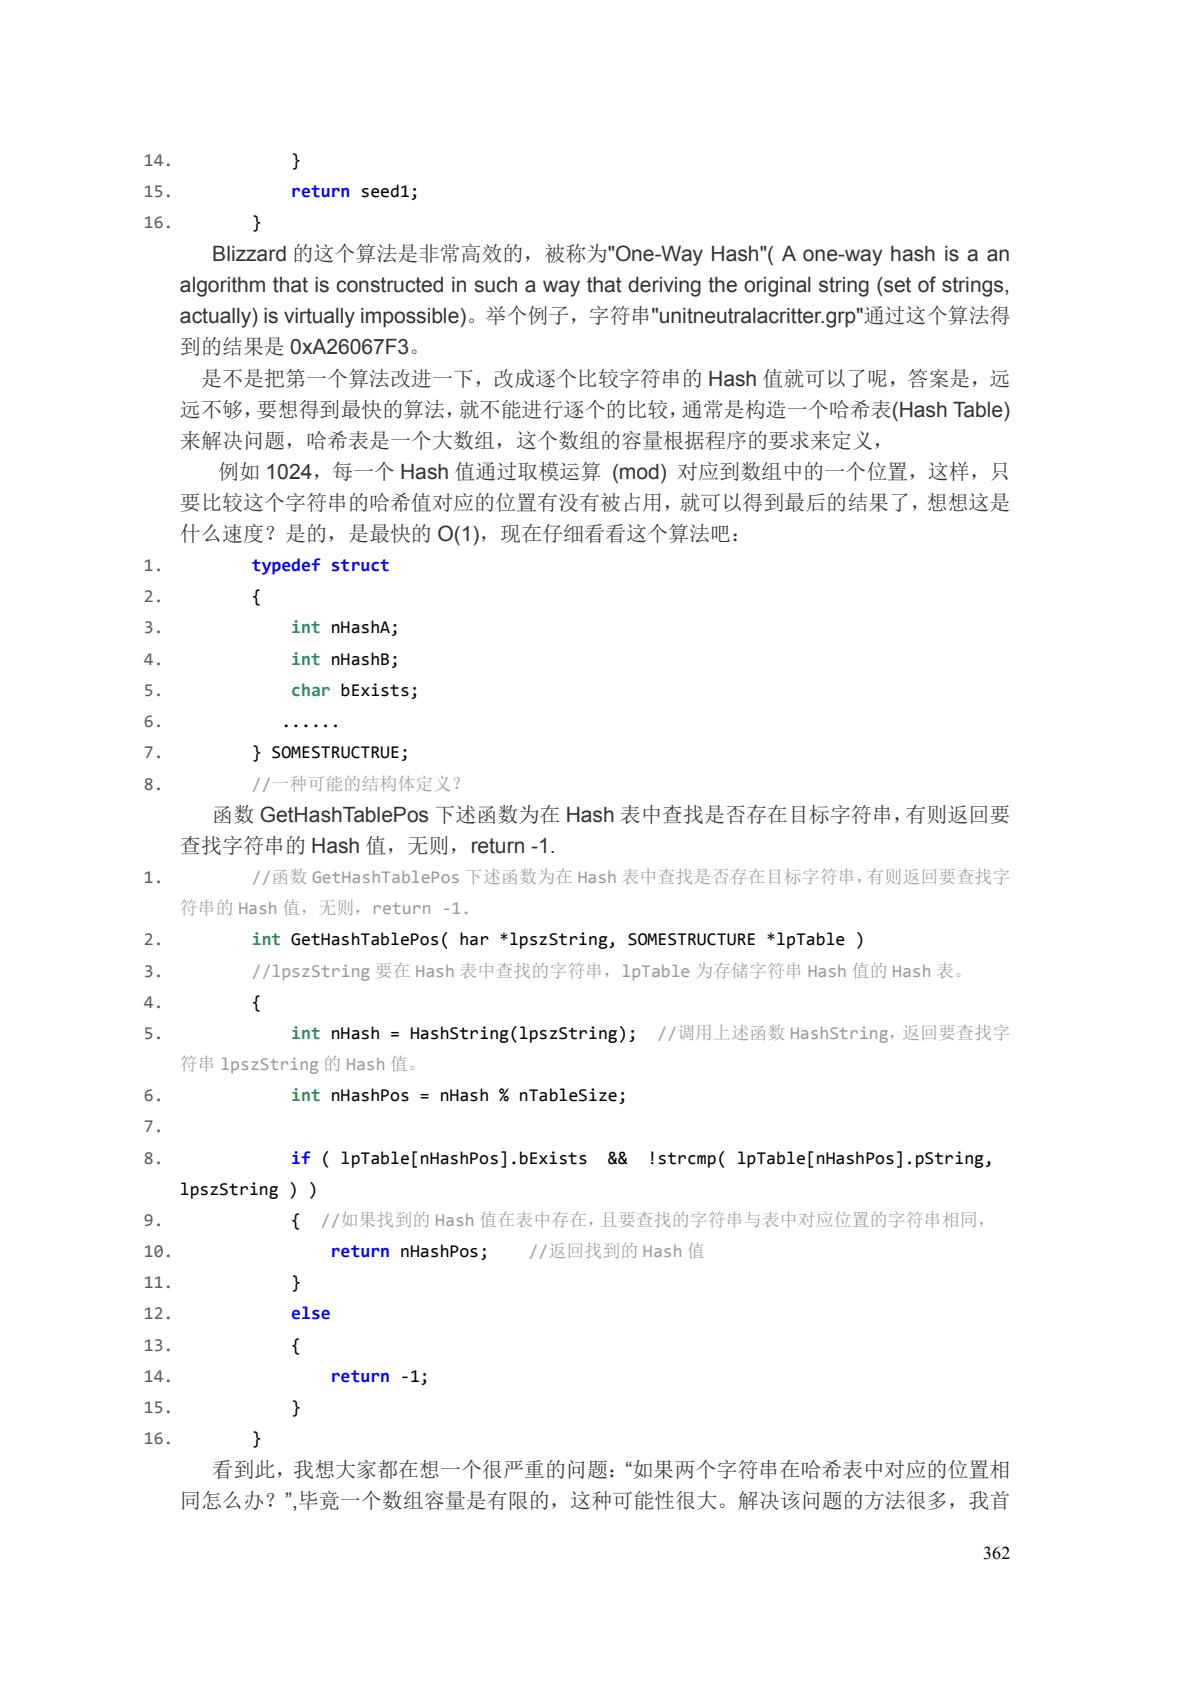 14. }
15. return seed1;
16. }
Blizzard 的这个算法是非常高效的，被称为"One-Way Hash"( A one-way hash is a an
algorithm that is constructed in such a way that deriving the original string (set of strings,
actually) is virtually impossible)。举个例子，字符串"unitneutralacritter.grp"通过这个算法得
到的结果是 0xA26067F3。
是不是把第一个算法改进一下，改成逐个比较字符串的 Hash 值就可以了呢，答案是，远
远不够，要想得到最快的算法，就不能进行逐个的比较，通常是构造一个哈希表(Hash Table)
来解决问题，哈希表是一个大数组，这个数组的容量根据程序的要求来定义，
例如 1024，每一个 Hash 值通过取模运算 (mod) 对应到数组中的一个位置，这样，只
要比较这个字符串的哈希值对应的位置有没有被占用，就可以得到最后的结果了，想想这是
什么速度？是的，是最快的 O(1)，现在仔细看看这个算法吧：
1. typedef struct
2. {
3. int nHashA;
4. int nHashB;
5. char bExists;
6. ......
7. } SOMESTRUCTRUE;
8. //一种可能的结构体定义？
函数 GetHashTablePos 下述函数为在 Hash 表中查找是否存在目标字符串，有则返回要
查找字符串的 Hash 值，无则，return -1.
1. //函数 GetHashTablePos 下述函数为在 Hash 表中查找是否存在目标字符串，有则返回要查找字
符串的 Hash 值，无则，return -1.
2. int GetHashTablePos( har *lpszString, SOMESTRUCTURE *lpTable )
3. //lpszString 要在 Hash 表中查找的字符串，lpTable 为存储字符串 Hash 值的 Hash 表。
4. {
5. int nHash = HashString(lpszString); //调用上述函数 HashString，返回要查找字
符串 lpszString 的 Hash 值。
6. int nHashPos = nHash % nTableSize;
7.
8. if ( lpTable[nHashPos].bExists && !strcmp( lpTable[nHashPos].pString,
lpszString ) )
9. { //如果找到的 Hash 值在表中存在，且要查找的字符串与表中对应位置的字符串相同，
10. return nHashPos; //返回找到的 Hash 值
11. }
12. else
13. {
14. return -1;
15. }
16. }
看到此，我想大家都在想一个很严重的问题：“如果两个字符串在哈希表中对应的位置相
同怎么办？”,毕竟一个数组容量是有限的，这种可能性很大。解决该问题的方法很多，我首
362